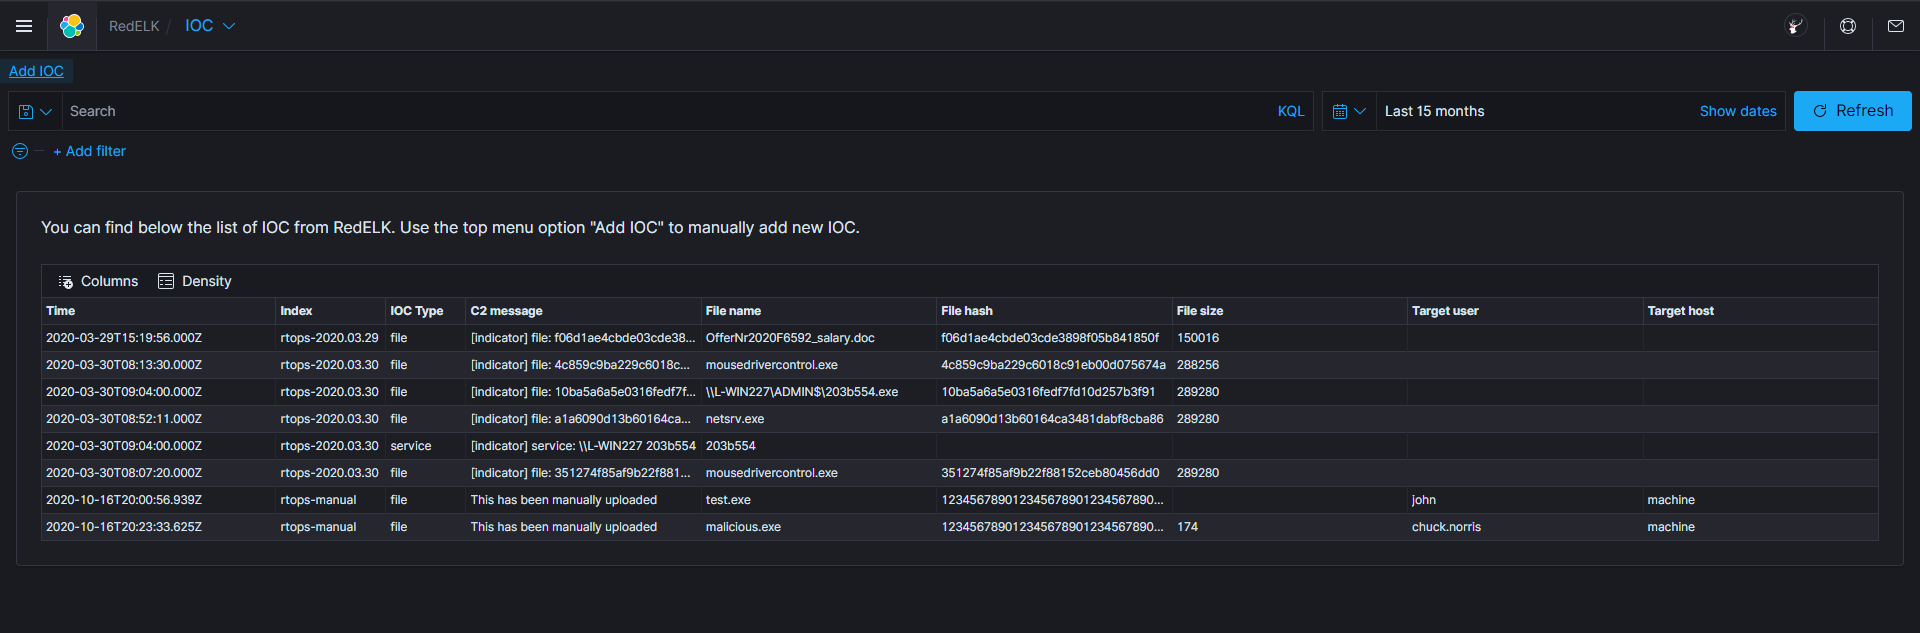 RedELK / IOC
Add IOC
Search KQL Last 15 months Show dates Refresh
+ Add filter
You can find below the list of IOC from RedELK. Use the top menu option "Add IOC" to manually add new IOC.
Columns Density
Time Index IOC Type C2 message File name File hash File size Target user Target host
2020-03-29T15:19:56.000Z rtops-2020.03.29 file [indicator] file: f06d1ae4cbde03cde38... OfferNr2020F6592_salary.doc f06d1ae4cbde03cde3898f05b841850f 150016
2020-03-30T08:13:30.000Z rtops-2020.03.30 file [indicator] file: 4c859c9ba229c6018c... mousedrivercontrol.exe 4c859c9ba229c6018c91eb00d075674a 288256
2020-03-30T09:04:00.000Z rtops-2020.03.30 file [indicator] file: 10ba5a6a5e0316fedf7f... \\L-WIN227\ADMIN$\203b554.exe 10ba5a6a5e0316fedf7fd10d257b3f91 289280
2020-03-30T08:52:11.000Z rtops-2020.03.30 file [indicator] file: a1a6090d13b60164ca... netsrv.exe a1a6090d13b60164ca3481dabf8cba86 289280
2020-03-30T09:04:00.000Z rtops-2020.03.30 service [indicator] service: \\L-WIN227 203b554 203b554
2020-03-30T08:07:20.000Z rtops-2020.03.30 file [indicator] file: 351274f85af9b22f881... mousedrivercontrol.exe 351274f85af9b22f88152ceb80456dd0 289280
2020-10-16T20:00:56.939Z rtops-manual file This has been manually uploaded test.exe 123456789012345678901234567890... john machine
2020-10-16T20:23:33.625Z rtops-manual file This has been manually uploaded malicious.exe 123456789012345678901234567890... 174 chuck.norris machine